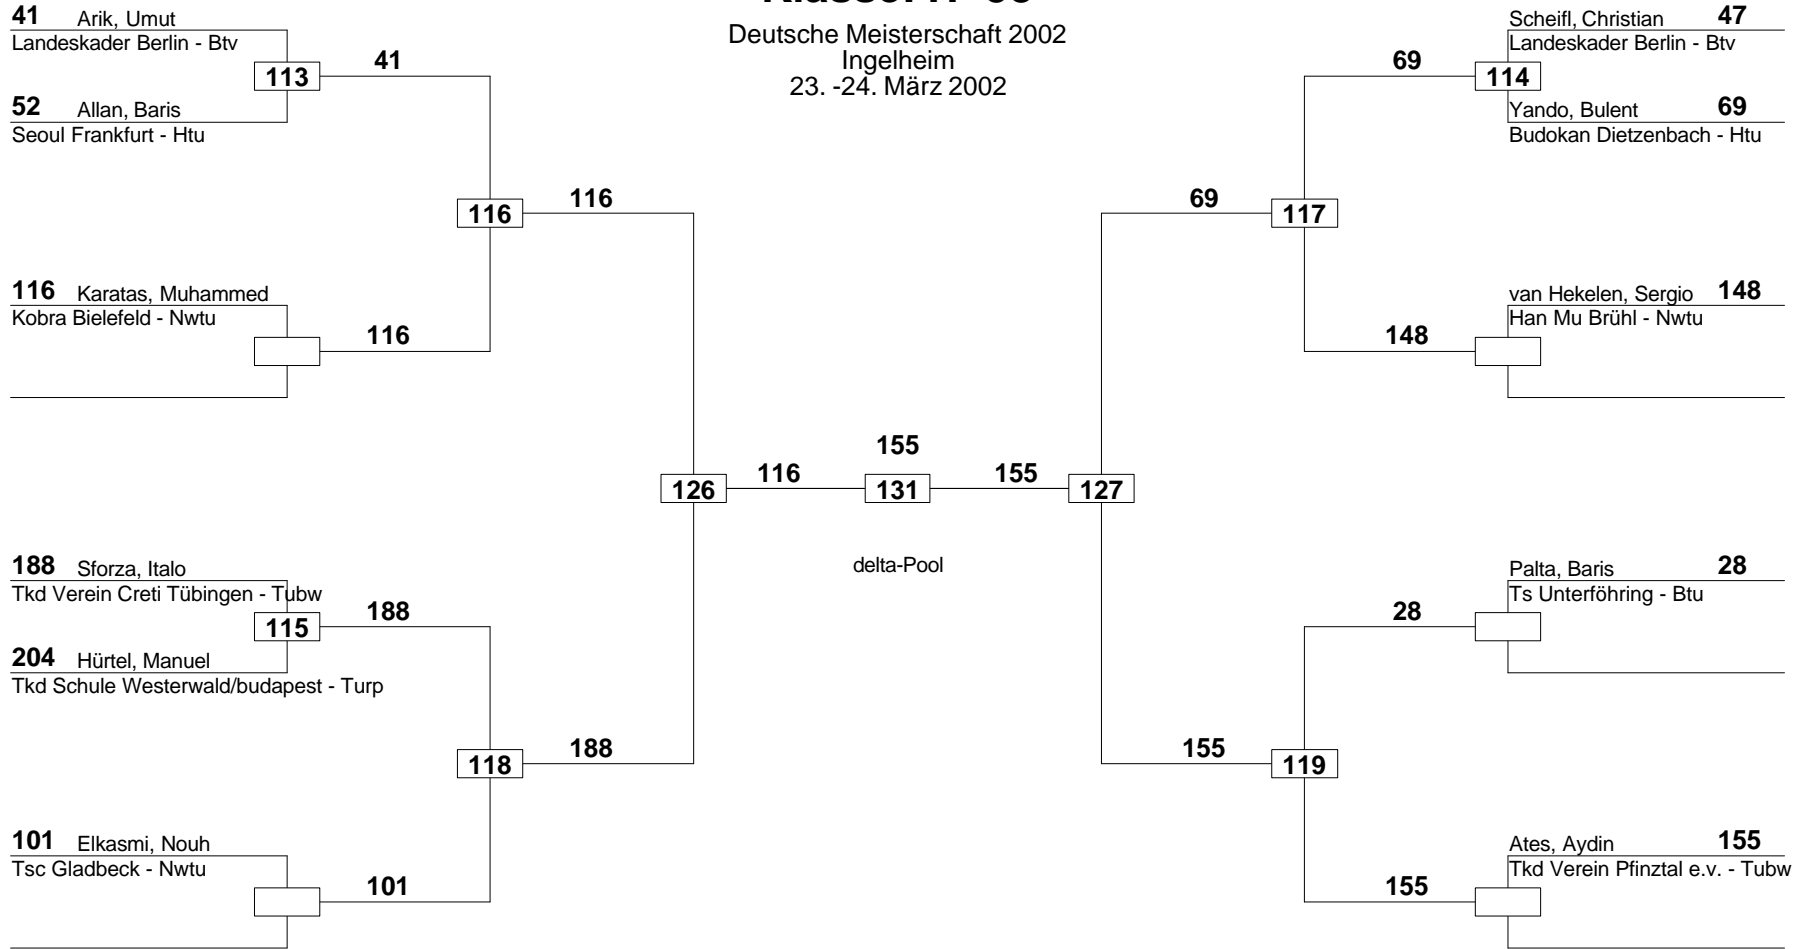 Deutsche Meisterschaft 2002
Ingelheim
23. -24. März 2002
41 Arik, Umut
Landeskader Berlin - Btv
113
41
52 Allan, Baris
Seoul Frankfurt - Htu
116
116
116 Karatas, Muhammed
Kobra Bielefeld - Nwtu
116
188 Sforza, Italo
Tkd Verein Creti Tübingen - Tubw
115
188
204 Hürtel, Manuel
Tkd Schule Westerwald/budapest - Turp
118
188
101 Elkasmi, Nouh
Tsc Gladbeck - Nwtu
101
126
116
155
131
155
127
delta-Pool
Scheifl, Christian 47
Landeskader Berlin - Btv
69
114
Yando, Bulent 69
Budokan Dietzenbach - Htu
69
117
van Hekelen, Sergio 148
Han Mu Brühl - Nwtu
148
Palta, Baris 28
Ts Unterföhring - Btu
28
155
119
Ates, Aydin 155
Tkd Verein Pfinztal e.v. - Tubw
155